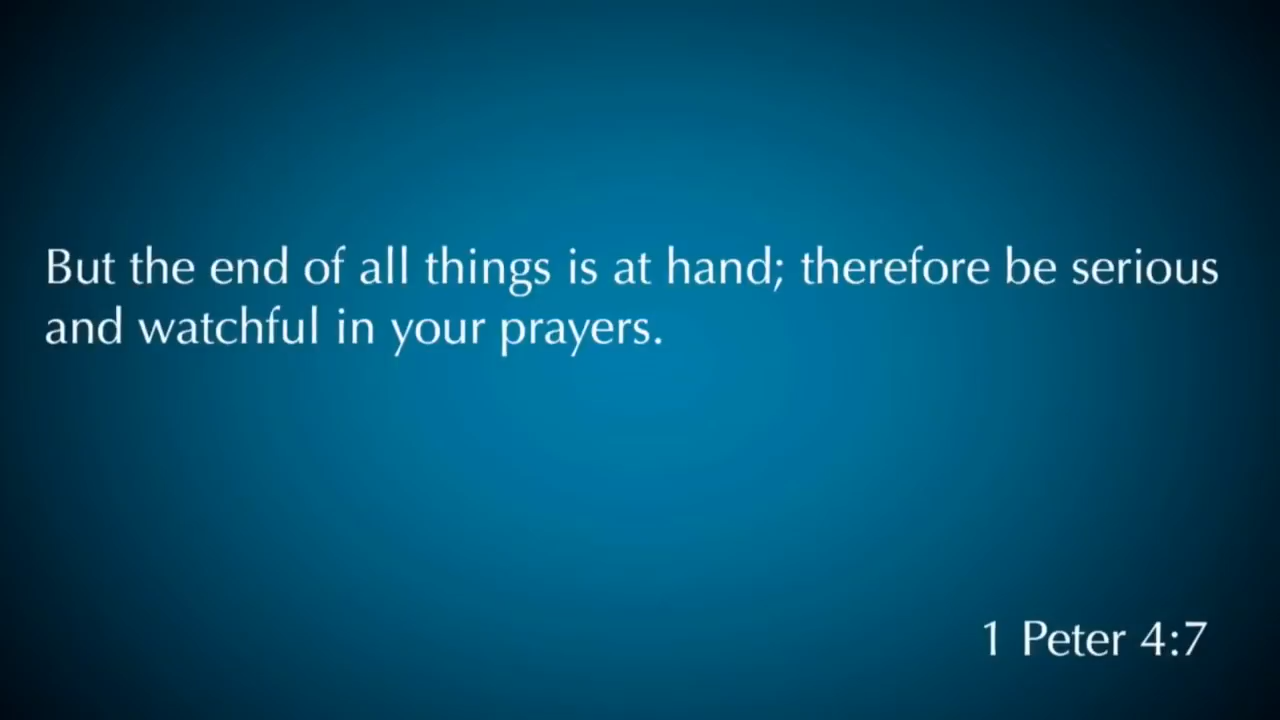 But the end of all things is at hand; therefore be serious
and watchful in your prayers.
1 Peter 4:7